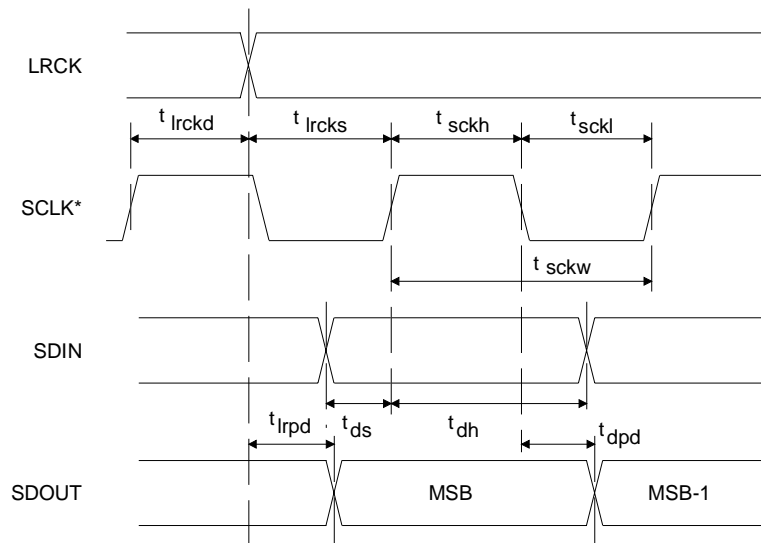 LRCK
t lrckd
t lrcks
t sckh
t sckl
SCLK*
t sckw
SDIN
t lrpd
t ds
t dh
t dpd
SDOUT
MSB
MSB-1